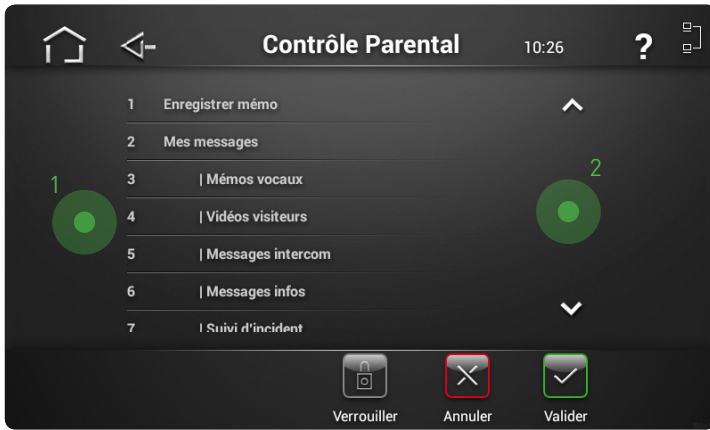 Contrôle Parental 10:26 ?
1 Enregistrer mémo
2 Mes messages
3 | Mémos vocaux
4 | Vidéos visiteurs
5 | Messages intercom
6 | Messages infos
7 | Suivi d'incident
1
2
Verrouiller Annuler Valider